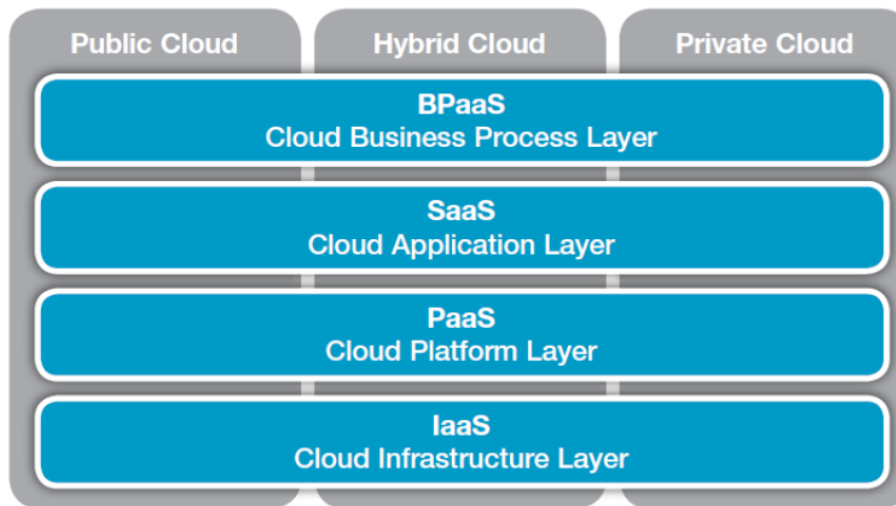 Public Cloud
Hybrid Cloud
Private Cloud
BPaaS
Cloud Business Process Layer
SaaS
Cloud Application Layer
PaaS
Cloud Platform Layer
IaaS
Cloud Infrastructure Layer